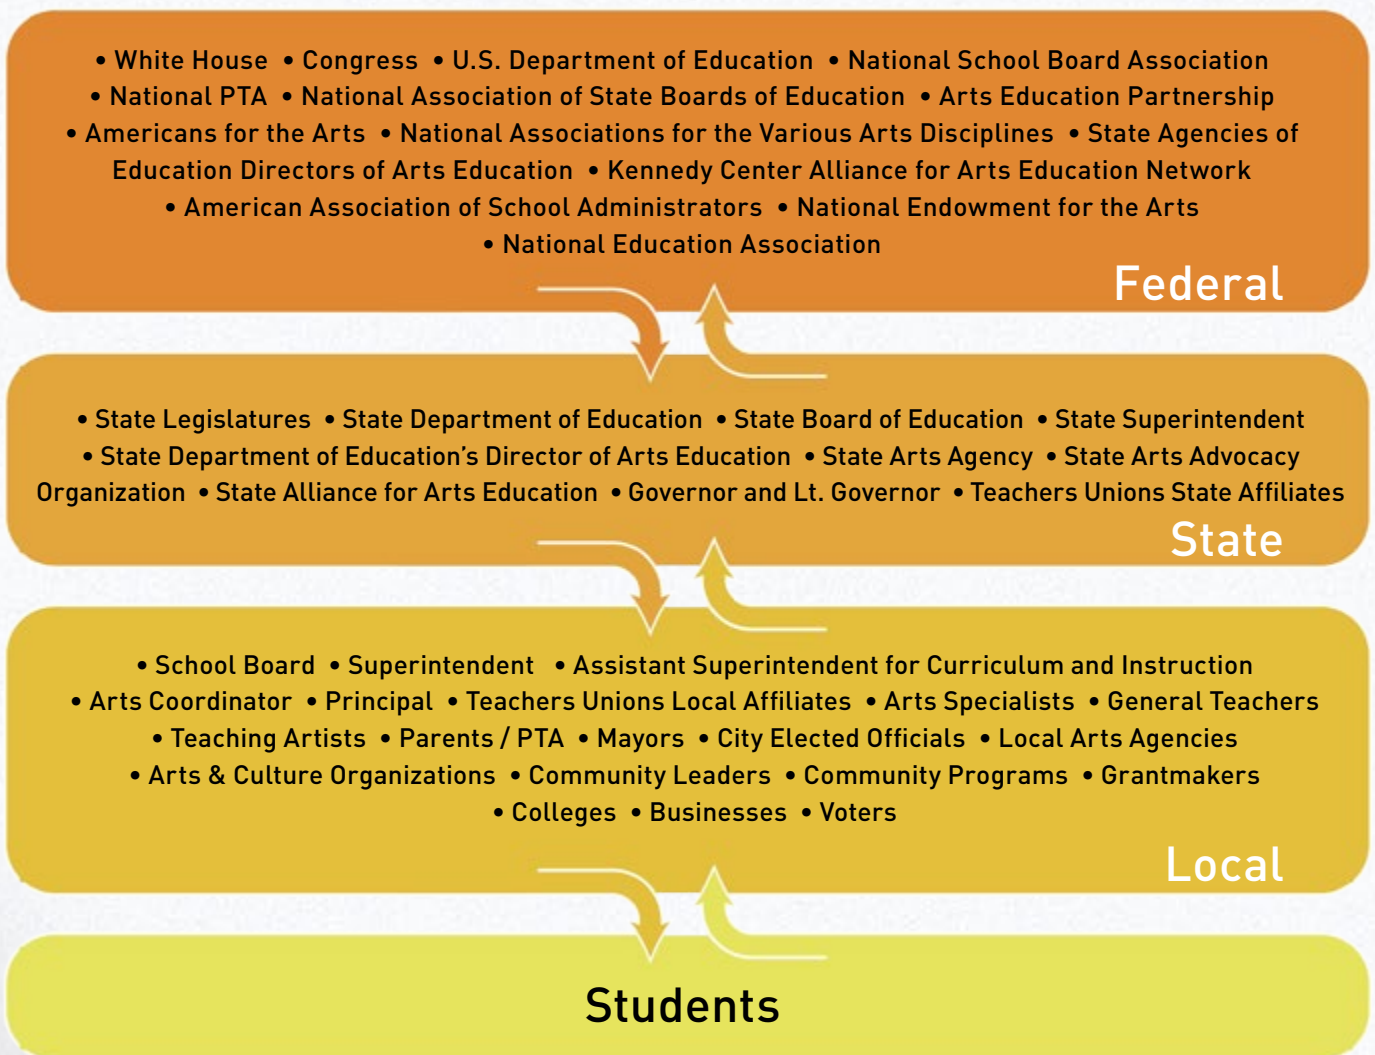 • White House • Congress • U.S. Department of Education • National School Board Association
• National PTA • National Association of State Boards of Education • Arts Education Partnership
• Americans for the Arts • National Associations for the Various Arts Disciplines • State Agencies of
Education Directors of Arts Education • Kennedy Center Alliance for Arts Education Network
• American Association of School Administrators • National Endowment for the Arts
• National Education Association
Federal
• State Legislatures • State Department of Education • State Board of Education • State Superintendent
• State Department of Education’s Director of Arts Education • State Arts Agency • State Arts Advocacy
Organization • State Alliance for Arts Education • Governor and Lt. Governor • Teachers Unions State Affiliates
State
• School Board • Superintendent • Assistant Superintendent for Curriculum and Instruction
• Arts Coordinator • Principal • Teachers Unions Local Affiliates • Arts Specialists • General Teachers
• Teaching Artists • Parents / PTA • Mayors • City Elected Officials • Local Arts Agencies
• Arts & Culture Organizations • Community Leaders • Community Programs • Grantmakers
• Colleges • Businesses • Voters
Local
Students